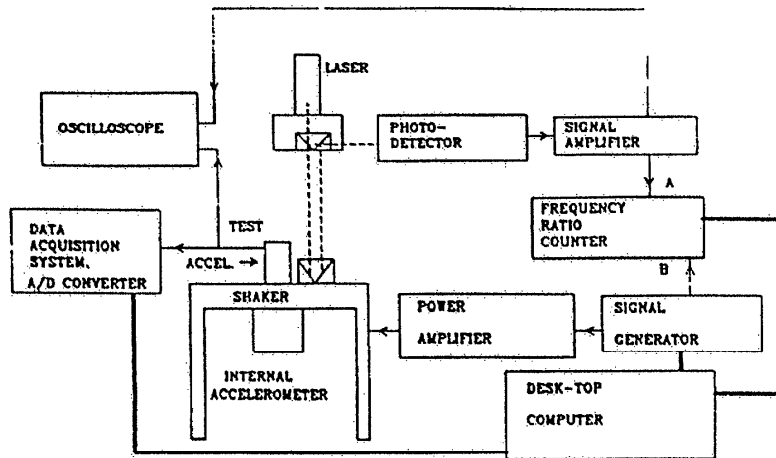 LASER
OSCILLOSCOPE
PHOTO-
DETECTOR
SIGNAL
AMPLIFIER
A
FREQUENCY
RATIO
COUNTER
B
DATA
ACQUISITION
SYSTEM.
A/D CONVERTER
TEST
ACCEL.
SHAKER
INTERNAL
ACCELEROMETER
POWER
AMPLIFIER
SIGNAL
GENERATOR
DESK-TOP
COMPUTER